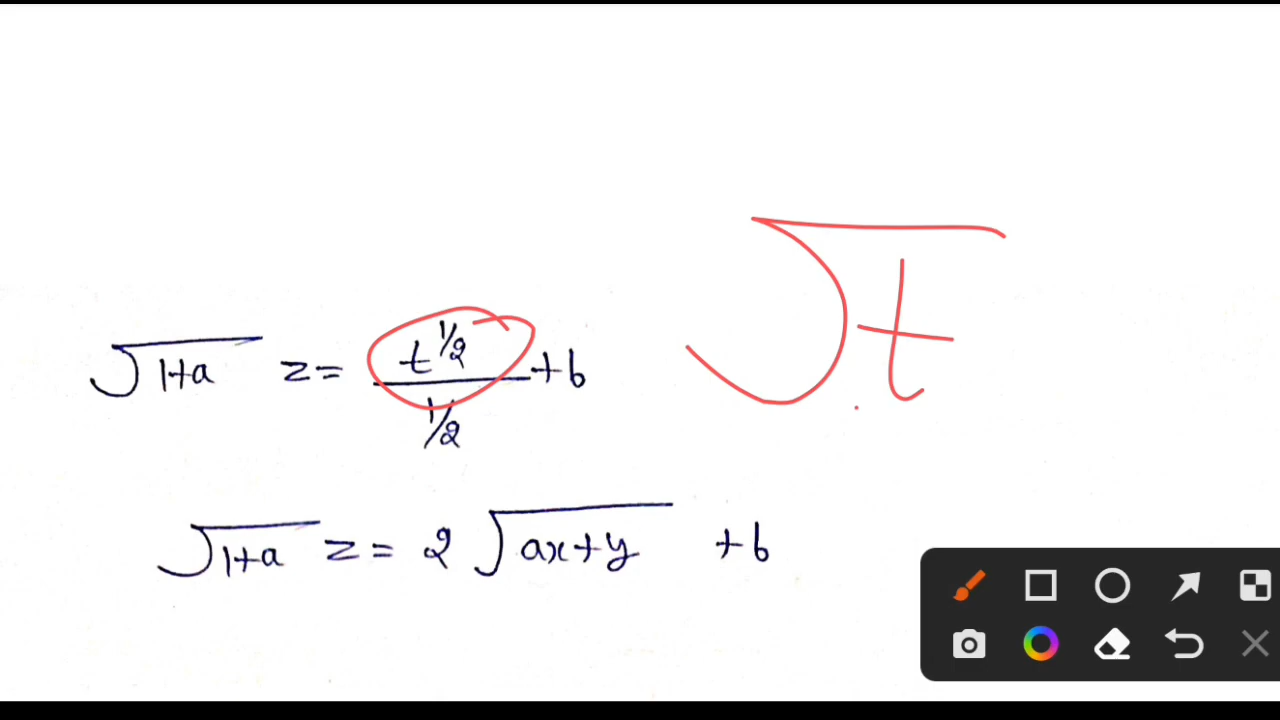 √t
√1+a z = t^1/2 / 1/2 + b
√1+a z = 2 √ax+y + b